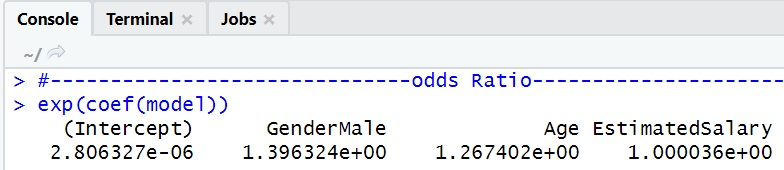 Console Terminal Jobs
~/
> #------------------------------odds Ratio---------------------
> exp(coef(model))
(Intercept) GenderMale Age EstimatedSalary
2.806327e-06 1.396324e+00 1.267402e+00 1.000036e+00